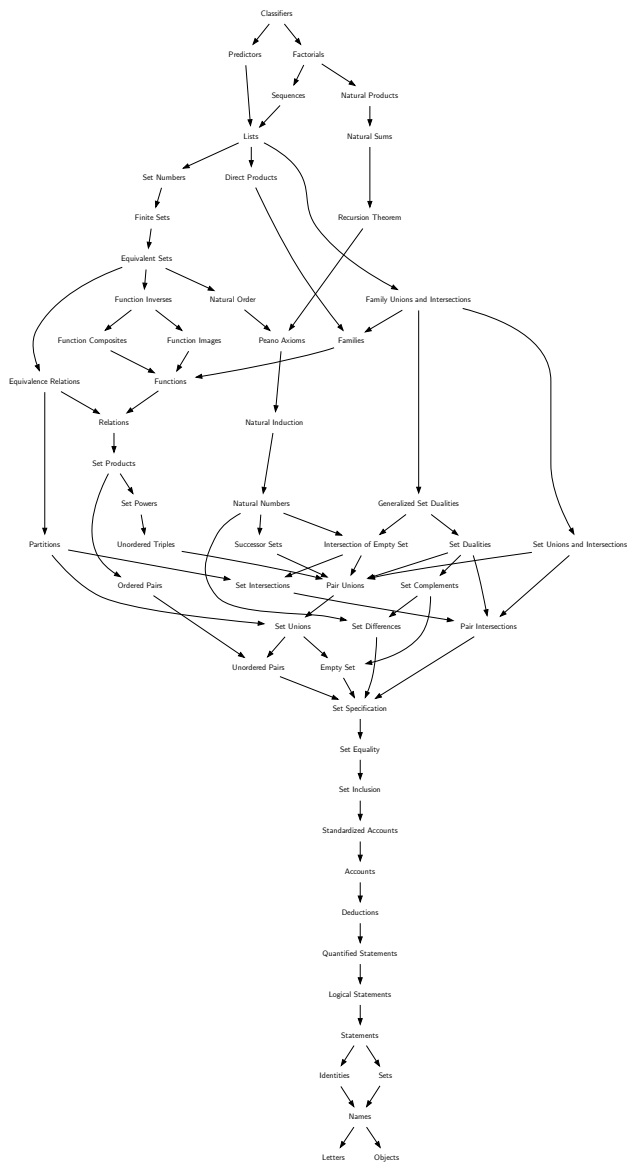 Classifiers
Predictors
Factorials
Sequences
Natural Products
Lists
Natural Sums
Set Numbers
Direct Products
Finite Sets
Recursion Theorem
Equivalent Sets
Function Inverses
Natural Order
Family Unions and Intersections
Function Composites
Function Images
Peano Axioms
Families
Equivalence Relations
Functions
Relations
Natural Induction
Set Products
Set Powers
Natural Numbers
Generalized Set Dualities
Partitions
Unordered Triples
Successor Sets
Intersection of Empty Set
Set Dualities
Set Unions and Intersections
Ordered Pairs
Set Intersections
Pair Unions
Set Complements
Set Unions
Set Differences
Pair Intersections
Unordered Pairs
Empty Set
Set Specification
Set Equality
Set Inclusion
Standardized Accounts
Accounts
Deductions
Quantified Statements
Logical Statements
Statements
Identities
Sets
Names
Letters
Objects